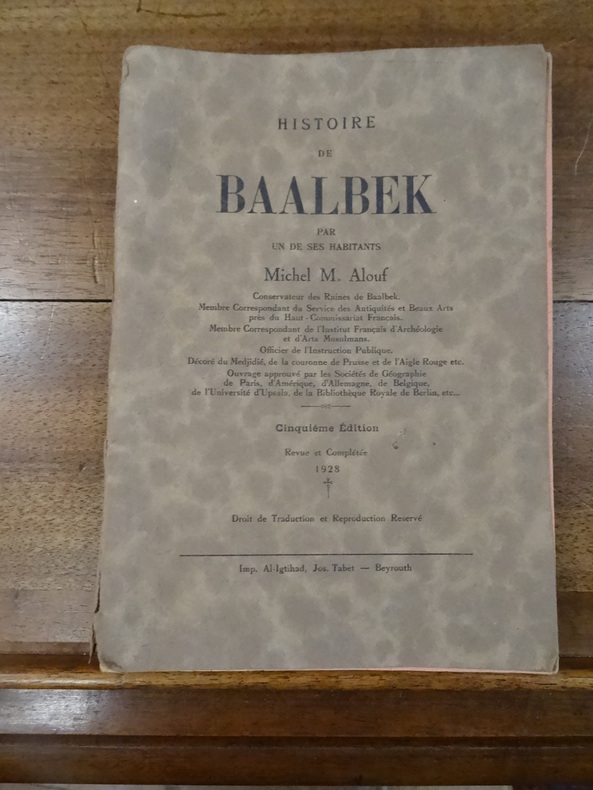 HISTOIRE
DE
BAALBEK
PAR
UN DE SES HABITANTS
Michel M. Alouf
Conservateur des Ruines de Baalbek.
Membre Correspondant du Service des Antiquités et Beaux Arts
près du Haut-Commissariat Français.
Membre Correspondant de l'Institut Français d'Archéologie
et d'Arts Musulmans.
Officier de l'Instruction Publique.
Décoré du Medjidié, de la couronne de Prusse et de l'Aigle Rouge etc.
Ouvrage approuvé par les Sociétés de Géographie
de Paris, d'Amérique, d'Allemagne, de Belgique,
de l'Université d'Upsala, de la Bibliothèque Royale de Berlin, etc...
Cinquième Édition
Revue et Complétée
1928
Droit de Traduction et Reproduction Reservé
Imp. Al-Igtihad, Jos. Tabet — Beyrouth